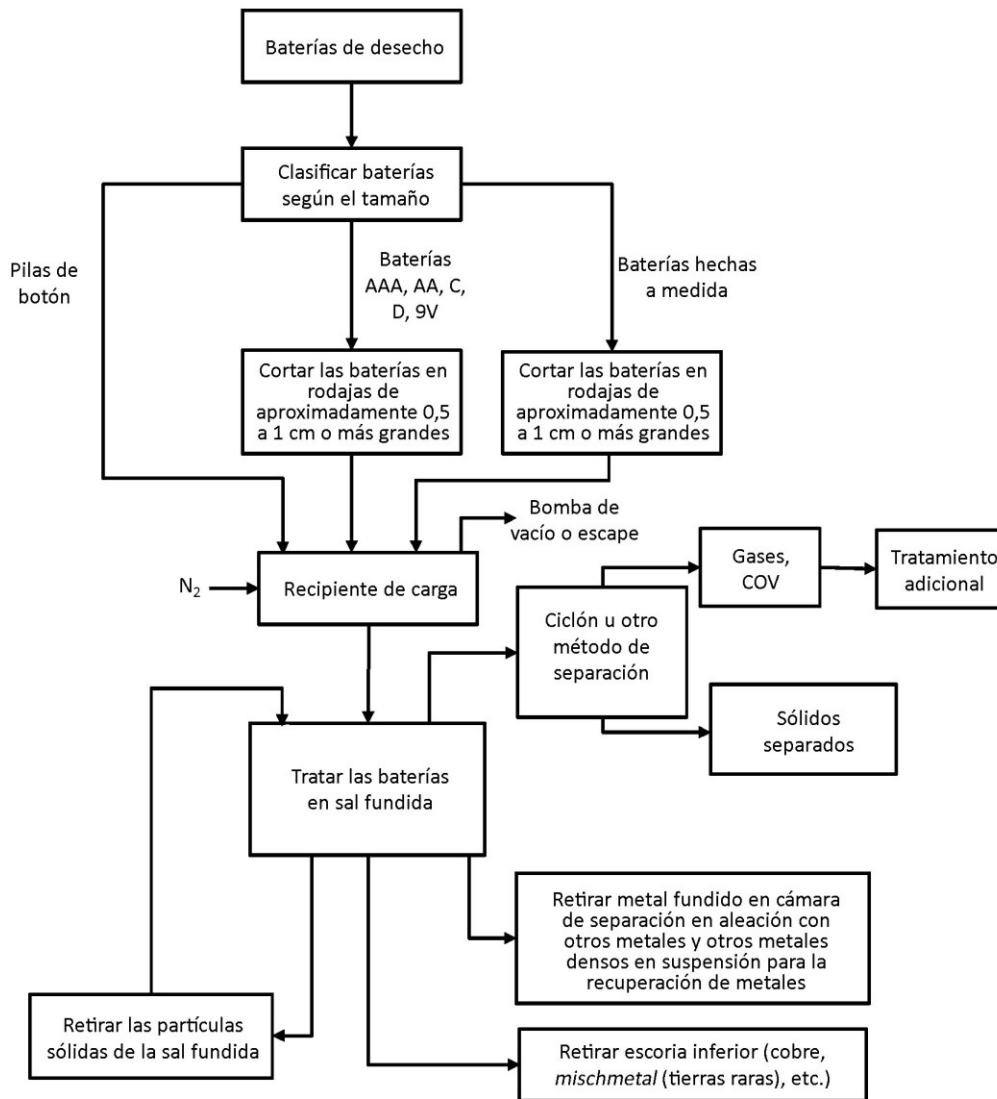 Baterías de desecho
Clasificar baterías
según el tamaño
Pilas de
botón
Baterías
AAA, AA, C,
D, 9V
Baterías hechas
a medida
Cortar las baterías en
rodajas de
aproximadamente 0,5
a 1 cm o más grandes
Cortar las baterías en
rodajas de
aproximadamente 0,5
a 1 cm o más grandes
Bomba de
vacío o escape
N₂
Recipiente de carga
Gases,
COV
Tratamiento
adicional
Ciclón u otro
método de
separación
Sólidos
separados
Tratar las baterías
en sal fundida
Retirar metal fundido en cámara
de separación en aleación con
otros metales y otros metales
densos en suspensión para la
recuperación de metales
Retirar las partículas
sólidas de la sal fundida
Retirar escoria inferior (cobre,
mischmetal (tierras raras), etc.)